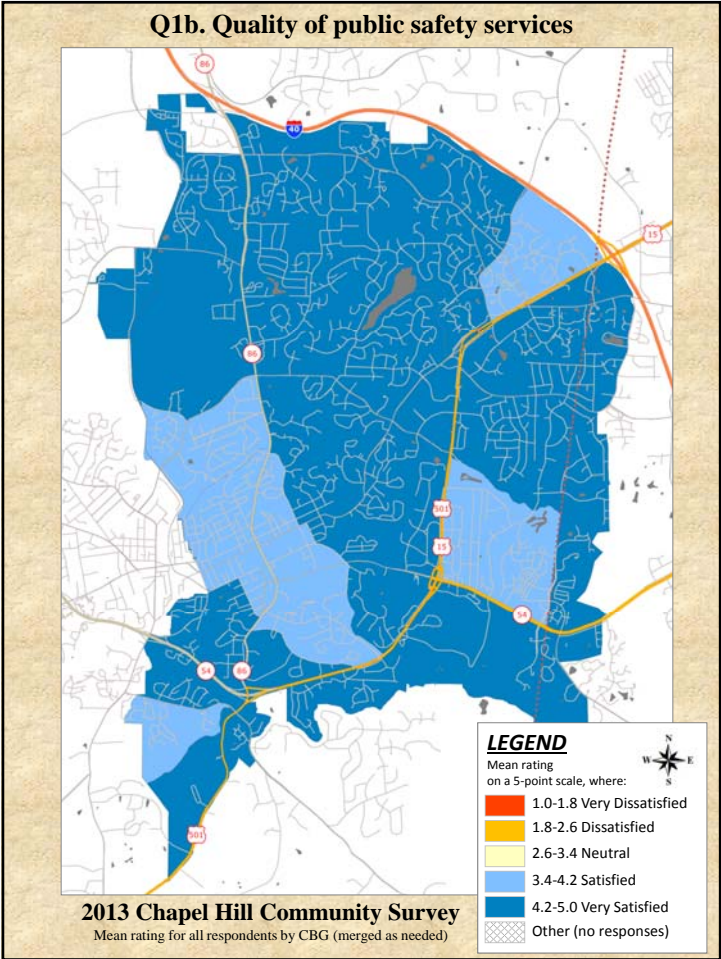 Q1b. Quality of public safety services
86
40
15
86
501
15
54
54
86
501
LEGEND
N
W E
S
Mean rating
on a 5-point scale, where:
1.0-1.8 Very Dissatisfied
1.8-2.6 Dissatisfied
2.6-3.4 Neutral
3.4-4.2 Satisfied
4.2-5.0 Very Satisfied
Other (no responses)
2013 Chapel Hill Community Survey
Mean rating for all respondents by CBG (merged as needed)